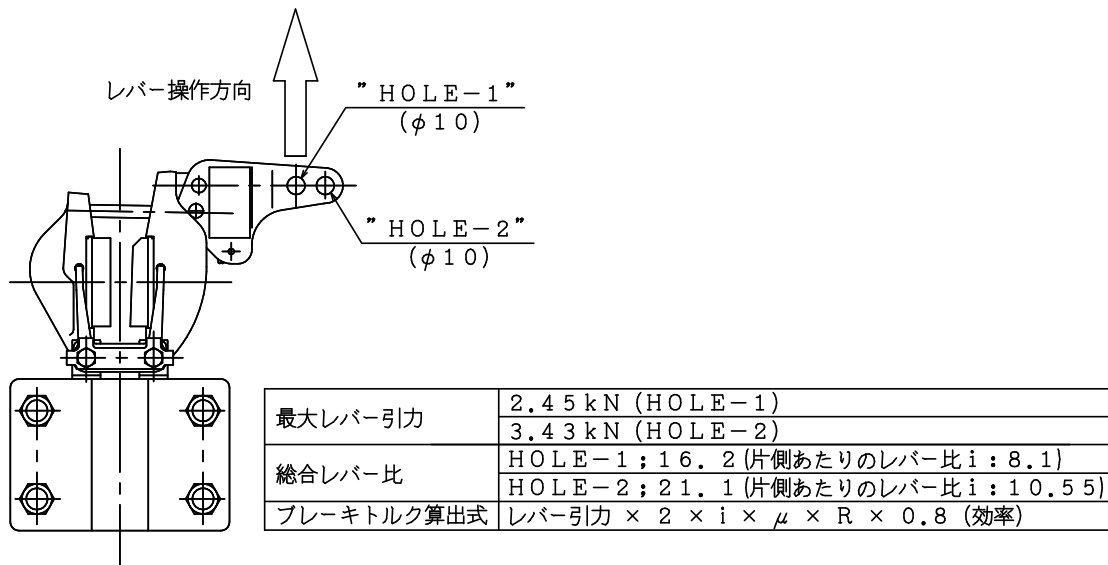 レバー操作方向
”HOLE－1”
(φ10)
”HOLE－2”
(φ10)
最大レバー引力
2.45kN (HOLE－1)
3.43kN (HOLE－2)
総合レバー比
HOLE－1；16.2(片側あたりのレバー比i：8.1)
HOLE－2；21.1(片側あたりのレバー比i：10.55)
ブレーキトルク算出式 レバー引力 × 2 × i × μ × R × 0.8 (効率)